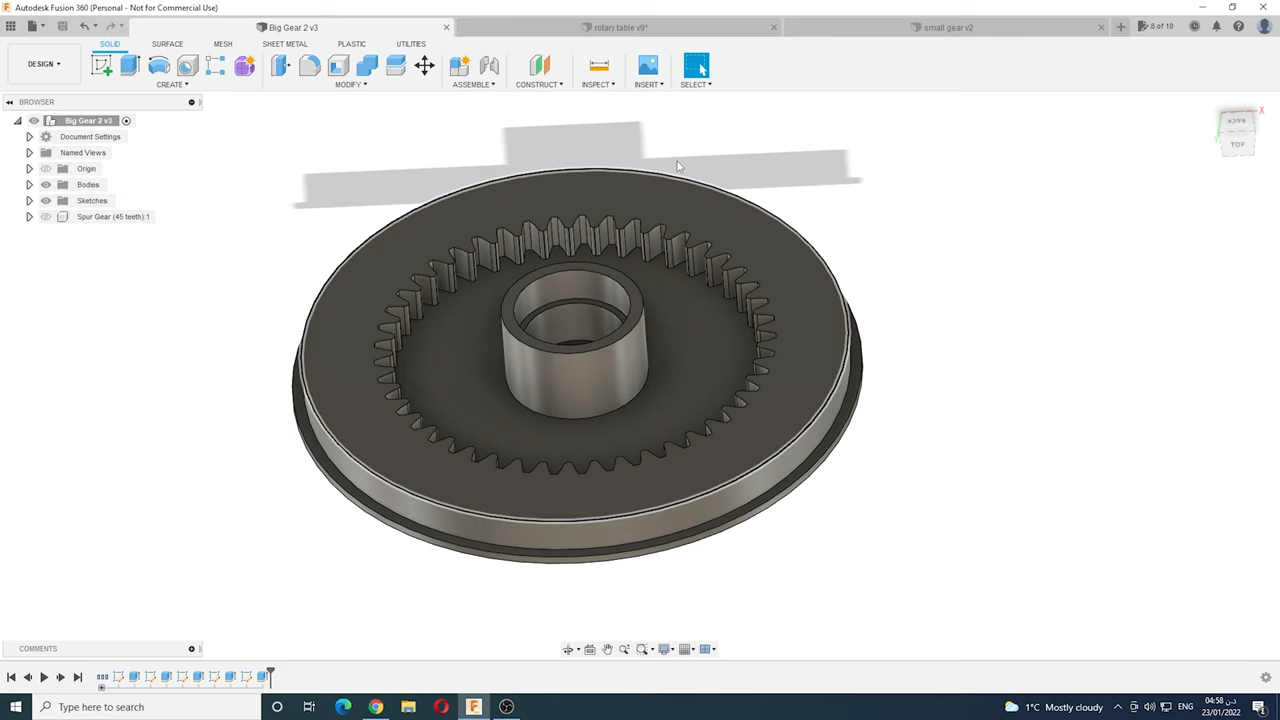 Autodesk Fusion 360 (Personal - Not for Commercial Use)
Big Gear 2 v3
rotary table v9*
small gear v2
8 of 10
DESIGN
SOLID
SURFACE
MESH
SHEET METAL
PLASTIC
UTILITIES
CREATE
MODIFY
ASSEMBLE
CONSTRUCT
INSPECT
INSERT
SELECT
BROWSER
Big Gear 2 v3
Document Settings
Named Views
Origin
Bodies
Sketches
Spur Gear (45 teeth):1
X
BACK
TOP
COMMENTS
Type here to search
1°C Mostly cloudy
ENG
04:58 د.ن
23/01/2022